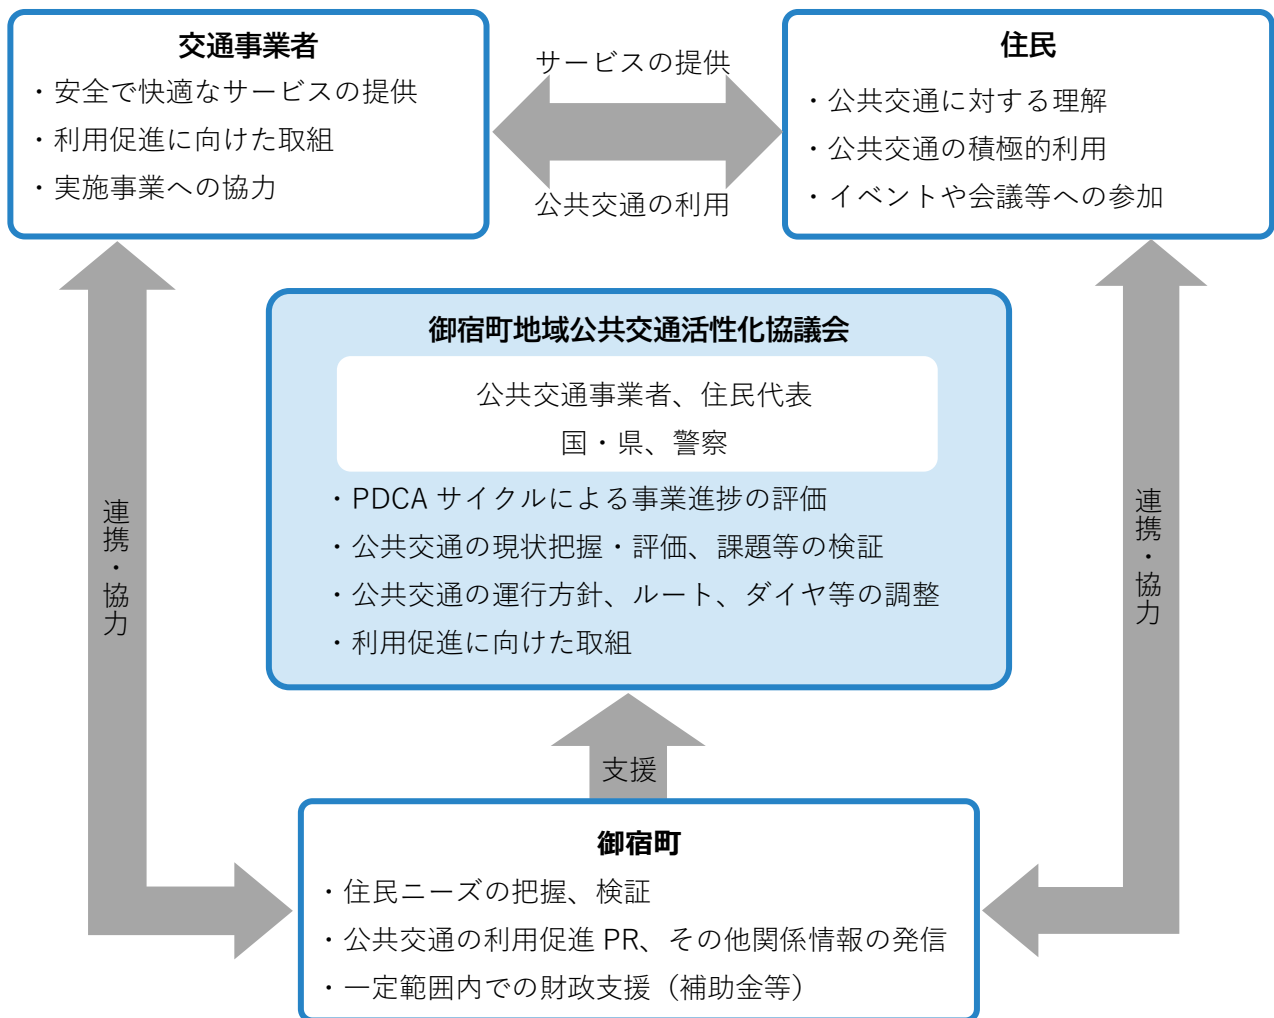 交通事業者
・安全で快適なサービスの提供
・利用促進に向けた取組
・実施事業への協力
サービスの提供
公共交通の利用
住民
・公共交通に対する理解
・公共交通の積極的利用
・イベントや会議等への参加
御宿町地域公共交通活性化協議会
公共交通事業者、住民代表
国・県、警察
・PDCA サイクルによる事業進捗の評価
・公共交通の現状把握・評価、課題等の検証
・公共交通の運行方針、ルート、ダイヤ等の調整
・利用促進に向けた取組
連携・協力
連携・協力
支援
御宿町
・住民ニーズの把握、検証
・公共交通の利用促進 PR、その他関係情報の発信
・一定範囲内での財政支援（補助金等）